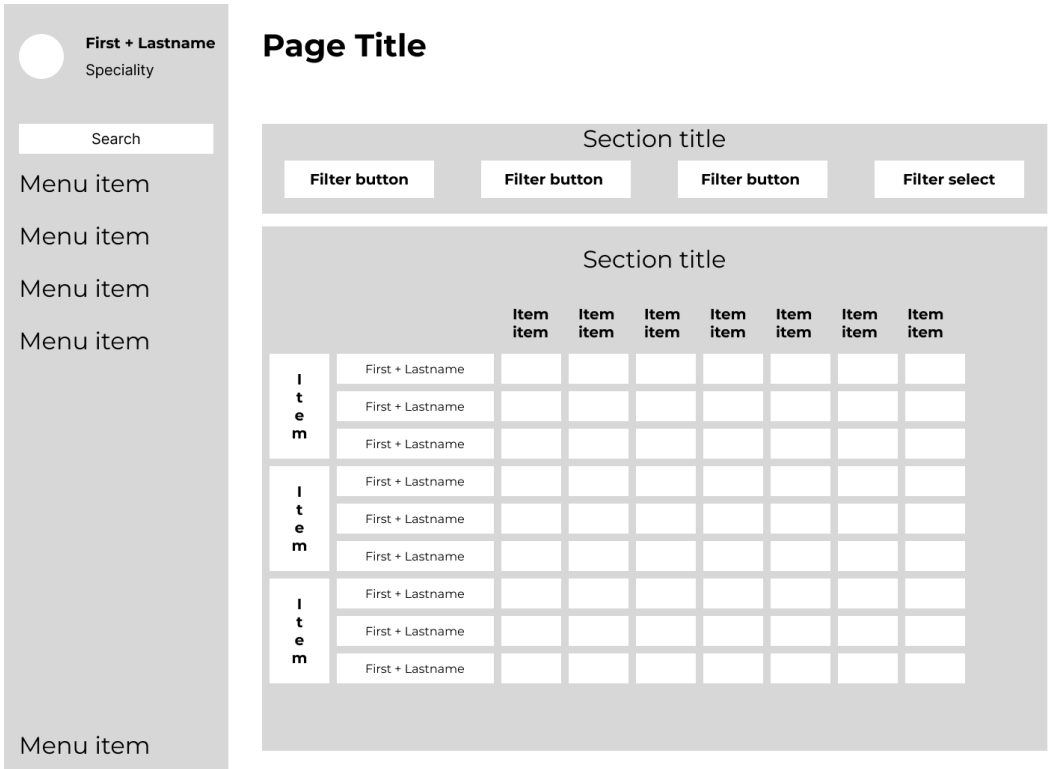 First + Lastname
Speciality
Search
Menu item
Menu item
Menu item
Menu item
Menu item
Page Title
Section title
Filter button Filter button Filter button Filter select
Section title
Item Item Item Item Item Item Item
item item item item item item item
Item
First + Lastname
First + Lastname
First + Lastname
Item
First + Lastname
First + Lastname
First + Lastname
Item
First + Lastname
First + Lastname
First + Lastname